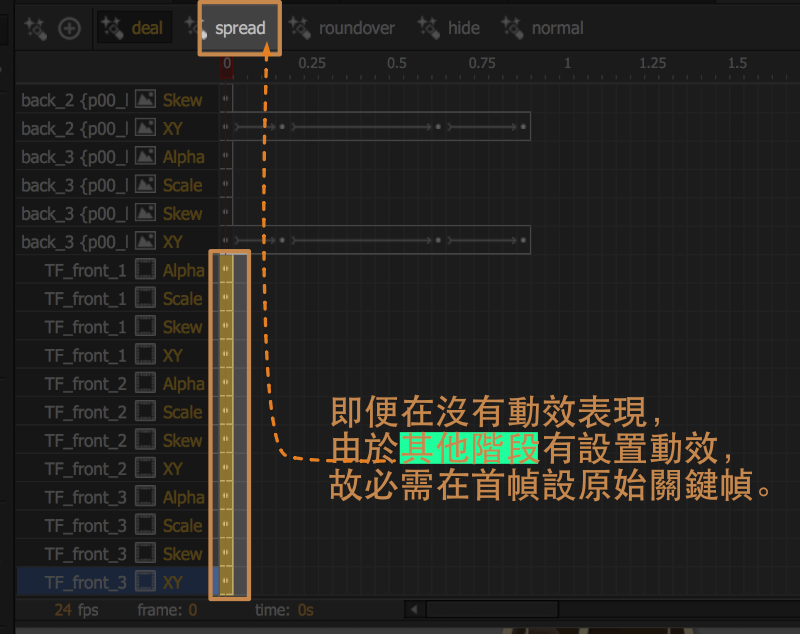 deal spread roundover hide normal
0 0.25 0.5 0.75 1 1.25 1.5
back_2 {p00_l Skew
back_2 {p00_l XY
back_3 {p00_l Alpha
back_3 {p00_l Scale
back_3 {p00_l Skew
back_3 {p00_l XY
TF_front_1 Alpha
TF_front_1 Scale
TF_front_1 Skew
TF_front_1 XY
TF_front_2 Alpha
TF_front_2 Scale
TF_front_2 Skew
TF_front_2 XY
TF_front_3 Alpha
TF_front_3 Scale
TF_front_3 Skew
TF_front_3 XY
即便在沒有動效表現，
由於其他階段有設置動效，
故必需在首幀設原始關鍵幀。
24 fps frame: 0 time: 0s